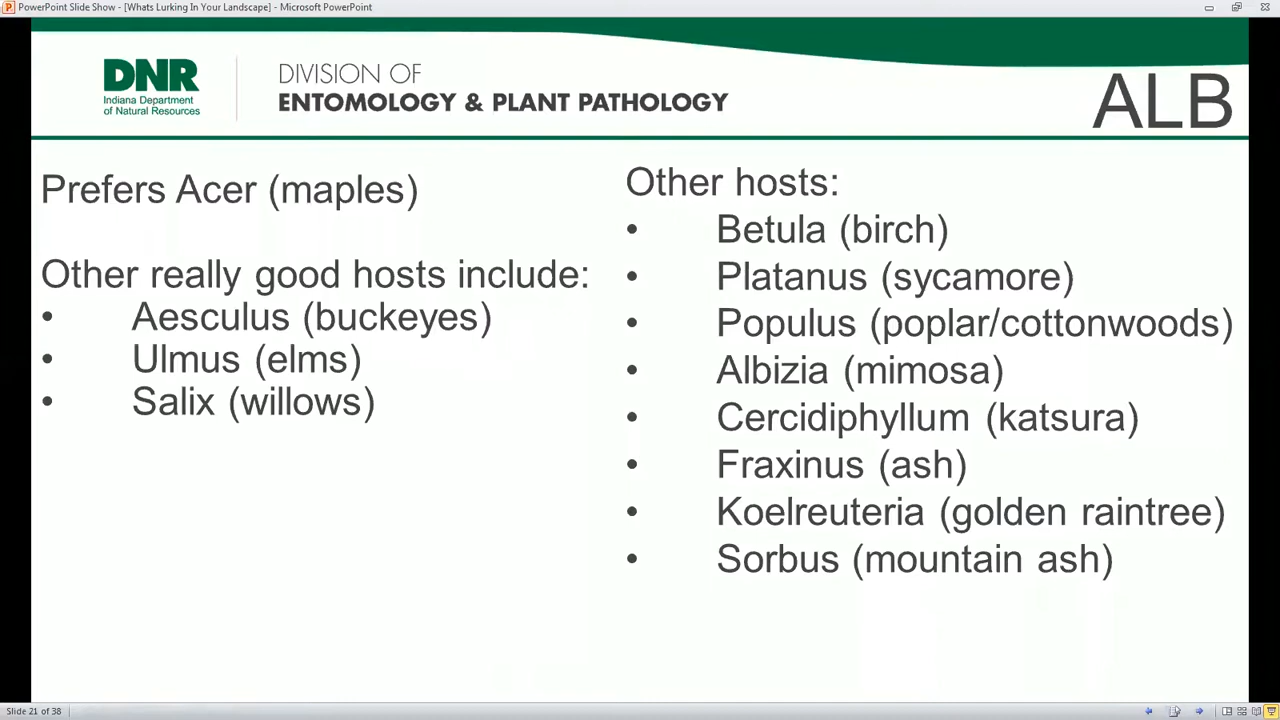 PowerPoint Slide Show - [Whats Lurking In Your Landscape] - Microsoft PowerPoint
DNR
Indiana Department
of Natural Resources
DIVISION OF
ENTOMOLOGY & PLANT PATHOLOGY
ALB
Prefers Acer (maples)
Other really good hosts include:
• Aesculus (buckeyes)
• Ulmus (elms)
• Salix (willows)
Other hosts:
• Betula (birch)
• Platanus (sycamore)
• Populus (poplar/cottonwoods)
• Albizia (mimosa)
• Cercidiphyllum (katsura)
• Fraxinus (ash)
• Koelreuteria (golden raintree)
• Sorbus (mountain ash)
Slide 21 of 38